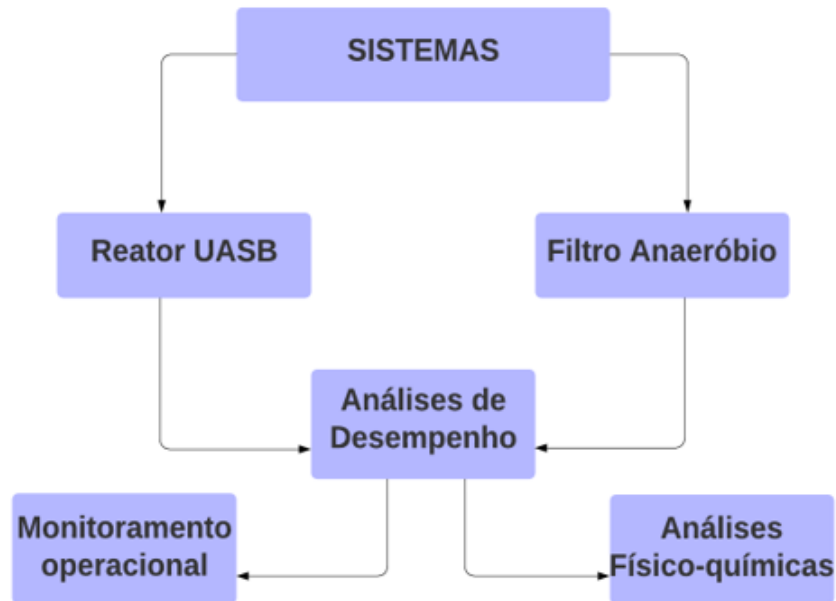 SISTEMAS
Reator UASB
Filtro Anaeróbio
Análises de
Desempenho
Monitoramento
operacional
Análises
Físico-químicas